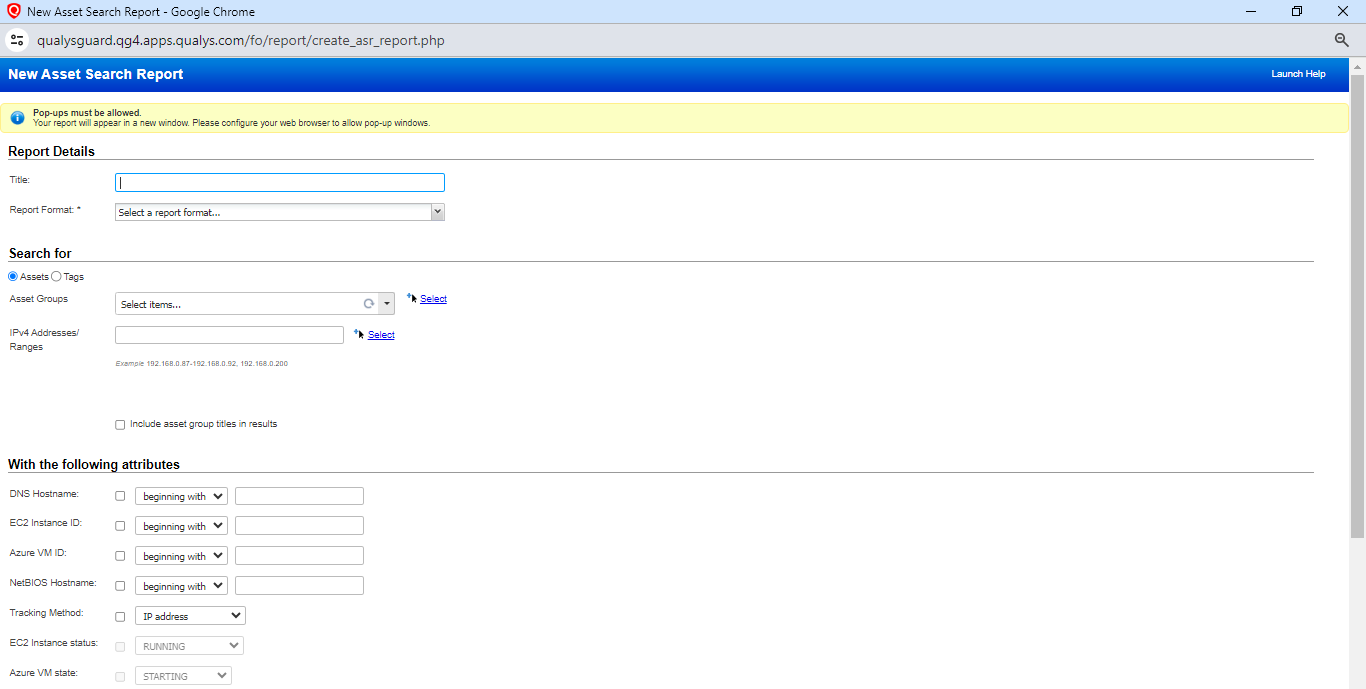 New Asset Search Report - Google Chrome
qualysguard.qg4.apps.qualys.com/fo/report/create_asr_report.php
New Asset Search Report
Launch Help
Pop-ups must be allowed.
Your report will appear in a new window. Please configure your web browser to allow pop-up windows.
Report Details
Title:
Report Format: *
Select a report format...
Search for
Assets Tags
Asset Groups
Select items...
Select
IPv4 Addresses/
Ranges
Select
Example 192.168.0.87-192.168.0.92, 192.168.0.200
Include asset group titles in results
With the following attributes
DNS Hostname:
beginning with
EC2 Instance ID:
beginning with
Azure VM ID:
beginning with
NetBIOS Hostname:
beginning with
Tracking Method:
IP address
EC2 Instance status:
RUNNING
Azure VM state:
STARTING